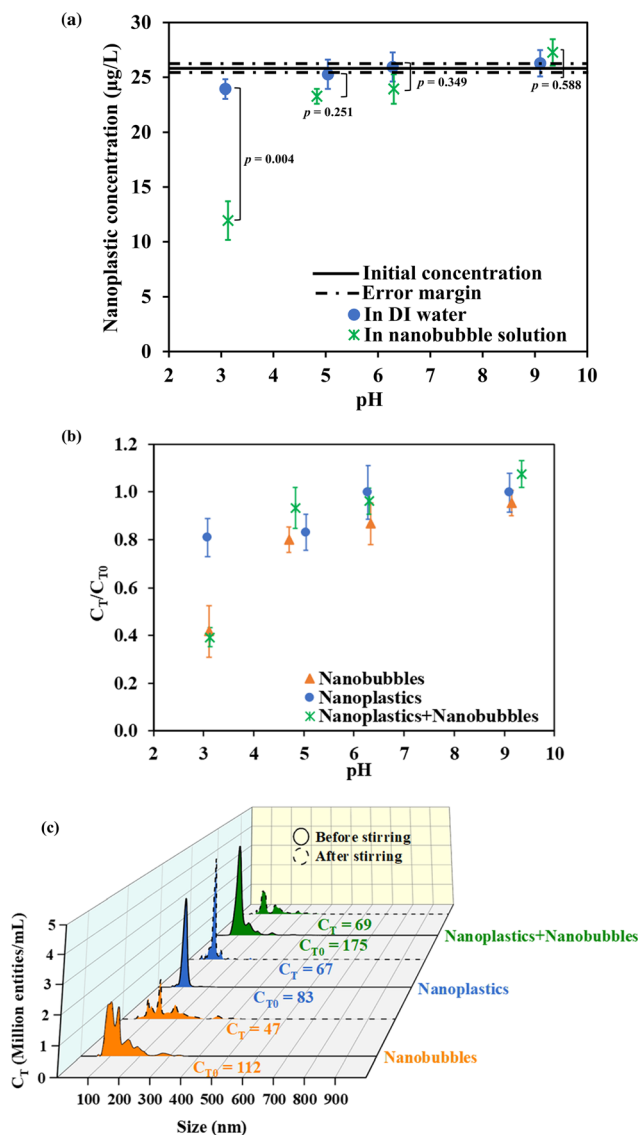 (a)
Nanoplastic concentration (µg/L)
30
25
20
15
10
5
0
p = 0.004
p = 0.251
p = 0.349
p = 0.588
Initial concentration
Error margin
In DI water
In nanobubble solution
2 3 4 5 6 7 8 9 10
pH
(b)
C_T/C_T0
1.2
1.0
0.8
0.6
0.4
0.2
0.0
Nanobubbles
Nanoplastics
Nanoplastics+Nanobubbles
2 3 4 5 6 7 8 9 10
pH
(c)
Before stirring
After stirring
C_T (Million entities/mL)
5
4
3
2
1
0
C_T = 69
C_T0 = 175
Nanoplastics+Nanobubbles
C_T = 67
C_T0 = 83
Nanoplastics
C_T = 47
C_T0 = 112
Nanobubbles
100 200 300 400 500 600 700 800 900
Size (nm)